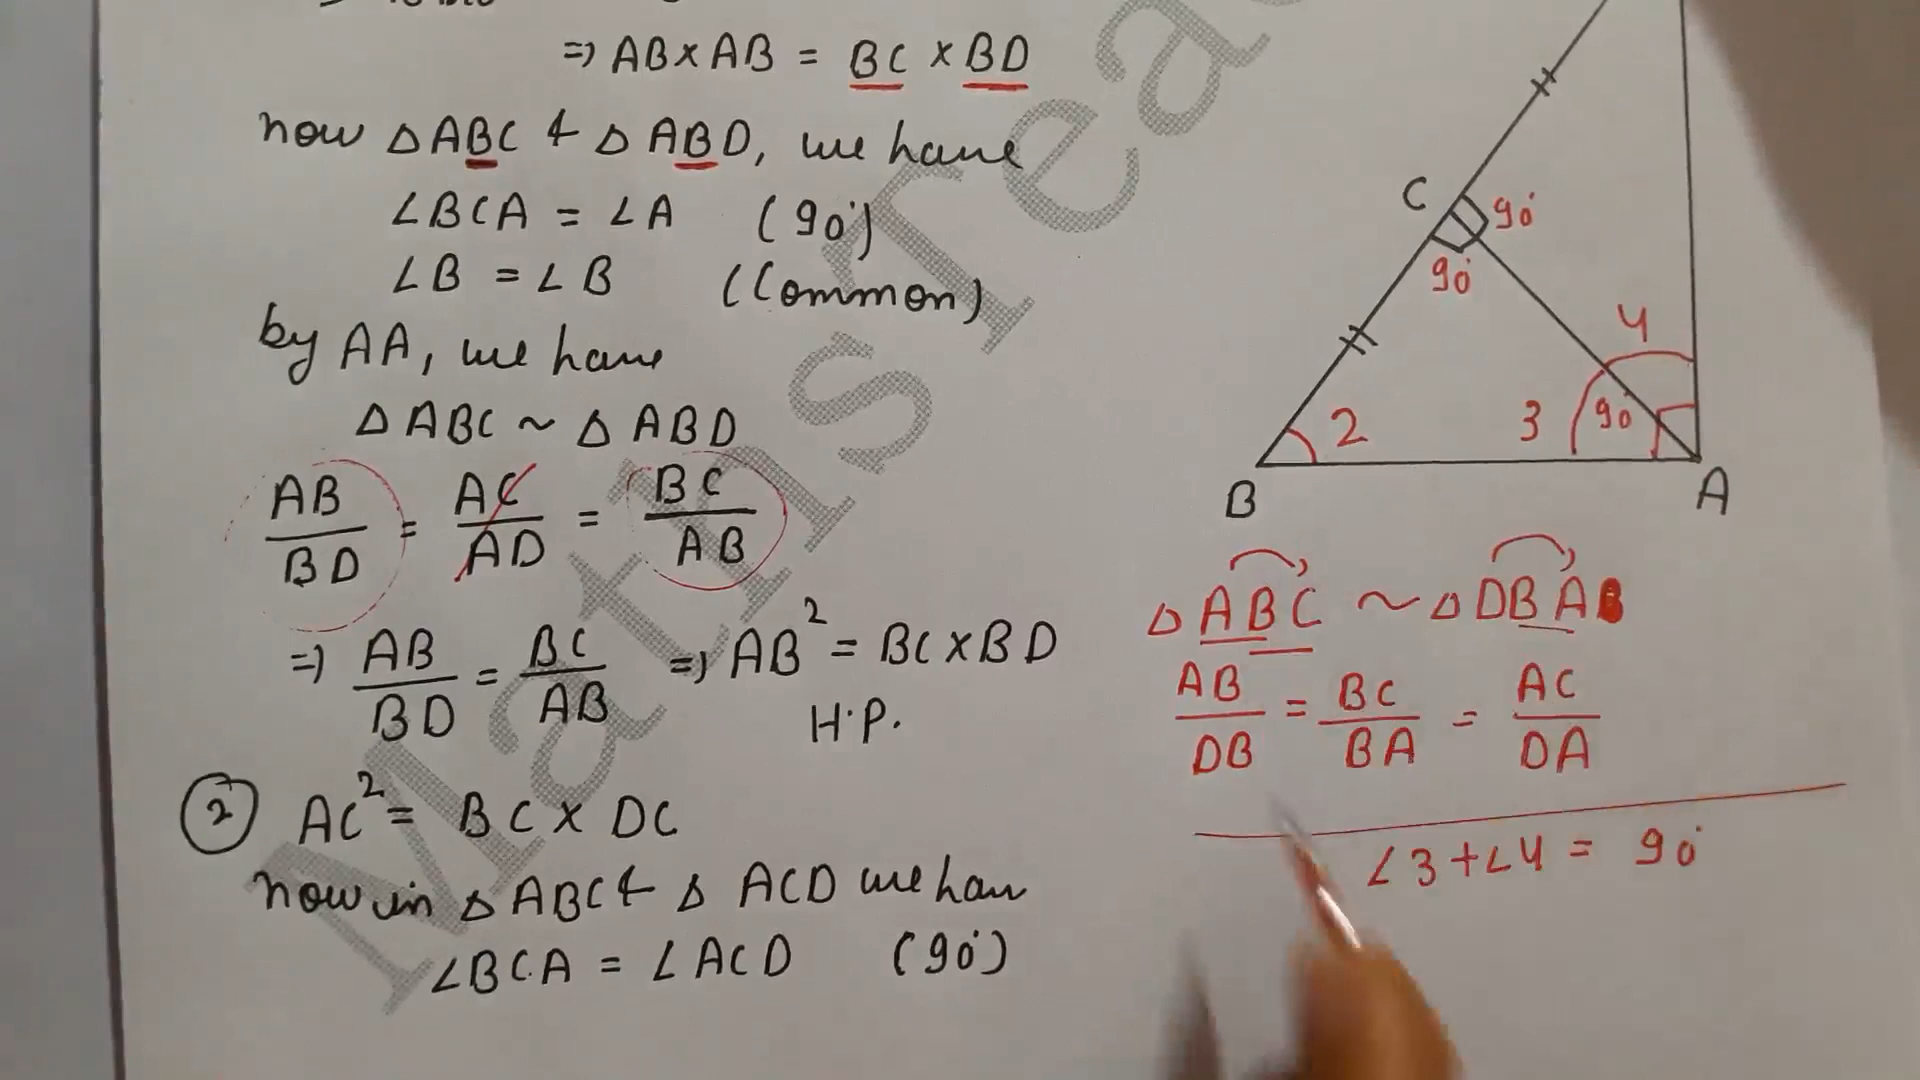 => AB × AB = BC × BD
now △ABC & △ABD, we have
∠BCA = ∠A (90°)
∠B = ∠B (Common)
by AA, we have
△ABC ~ △ABD
AB/BD = AC/AD = BC/AB
=> AB/BD = BC/AB => AB² = BC×BD
H.P.
② AC² = BC × DC
now in △ABC & △ACD we hav
∠BCA = ∠ACD (90°)
C 90°
90°
4
2 3 90°
B A
△ABC ~ △DBA
AB/DB = BC/BA = AC/DA
∠3 + ∠4 = 90°